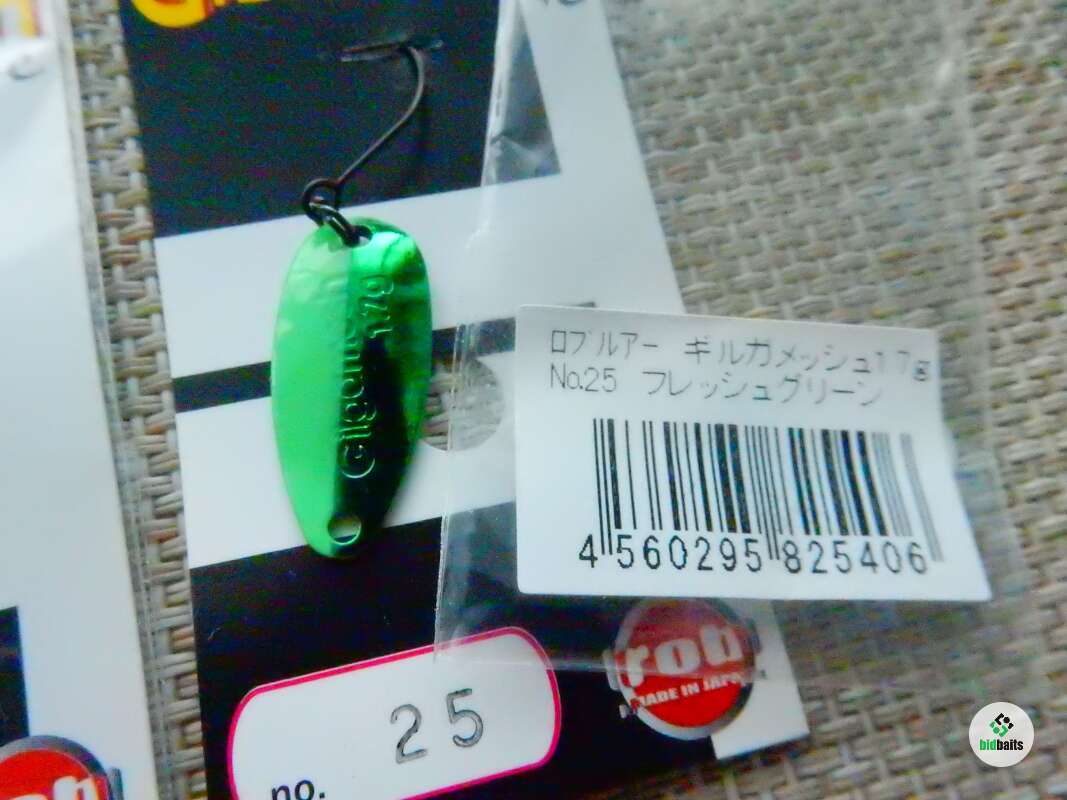 Gilgame
1.7g
ロブルアー ギルガメッシュ1.7g
No.25 フレッシュグリーン
4 560295 825406
rob
MADE IN JAPAN
no. 25
bidbaits